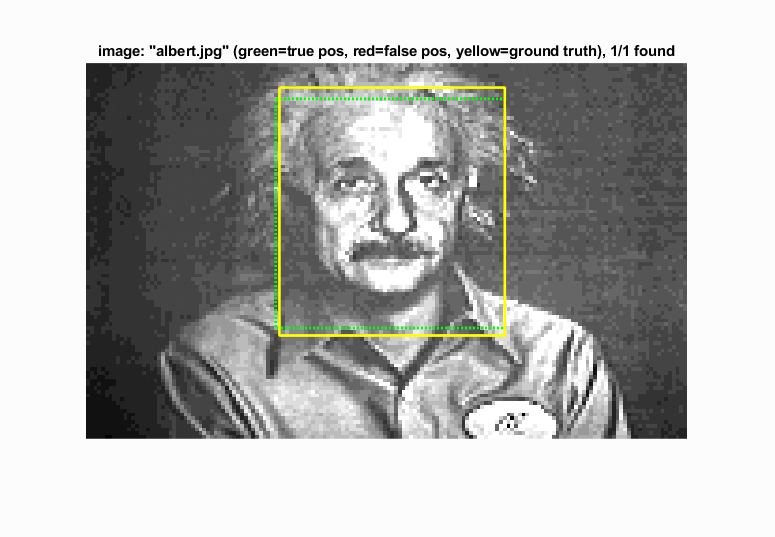 image: "albert.jpg" (green=true pos, red=false pos, yellow=ground truth), 1/1 found